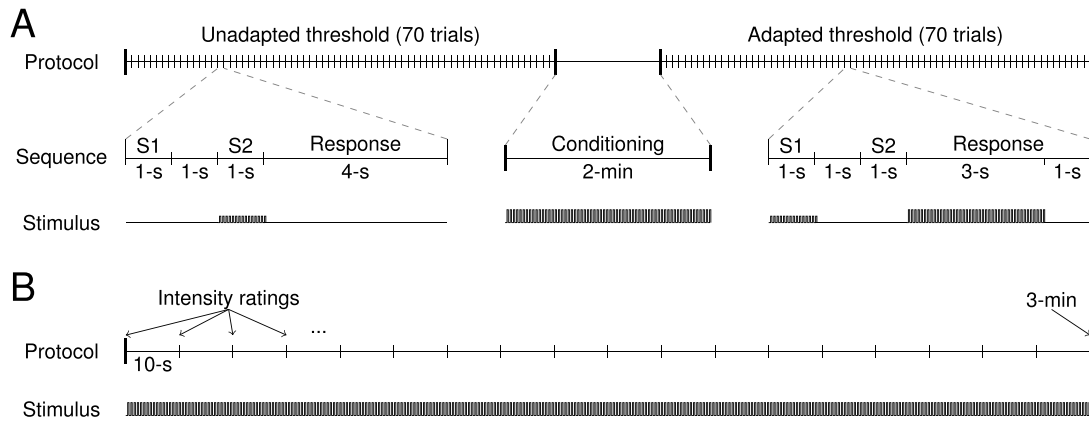 A
Unadapted threshold (70 trials) Adapted threshold (70 trials)
Protocol
S1 S2 Response Conditioning S1 S2 Response
Sequence
1-s 1-s 1-s 4-s 2-min 1-s 1-s 1-s 3-s 1-s
Stimulus
B
Intensity ratings ... 3-min
Protocol
10-s
Stimulus